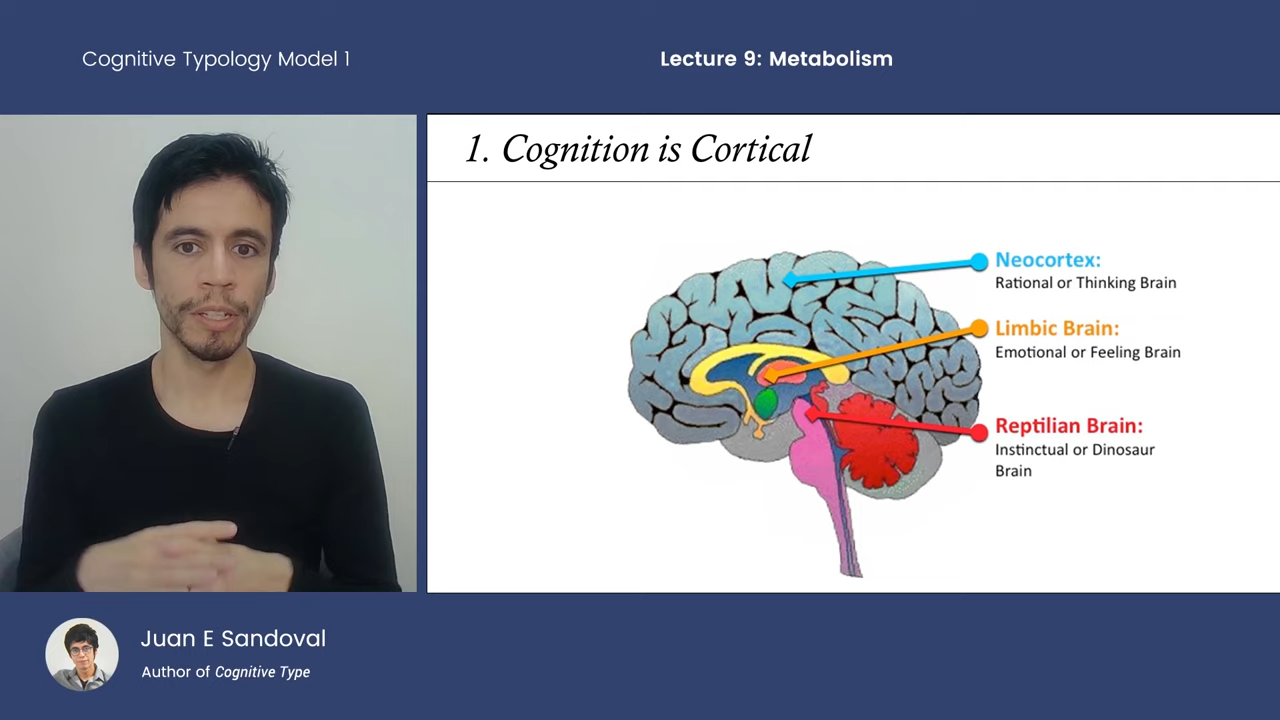 Cognitive Typology Model 1
Lecture 9: Metabolism
1. Cognition is Cortical
Neocortex:
Rational or Thinking Brain
Limbic Brain:
Emotional or Feeling Brain
Reptilian Brain:
Instinctual or Dinosaur
Brain
Juan E Sandoval
Author of Cognitive Type